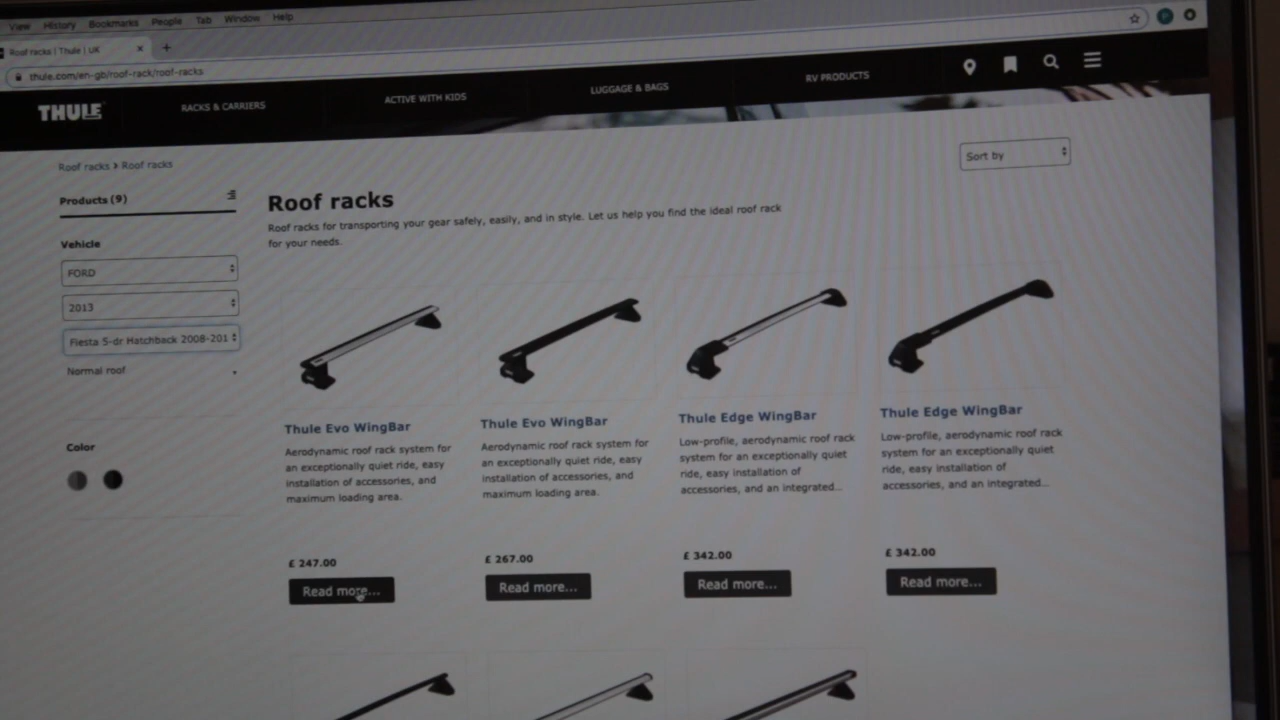 View History Bookmarks People Tab Window Help
Roof racks | Thule | UK
thule.com/en-gb/roof-rack/roof-racks
THULE RACKS & CARRIERS ACTIVE WITH KIDS LUGGAGE & BAGS RV PRODUCTS
Roof racks > Roof racks
Sort by
Products (9)
Vehicle
FORD
2013
Fiesta 5-dr Hatchback 2008-201
Normal roof
Color
Roof racks
Roof racks for transporting your gear safely, easily, and in style. Let us help you find the ideal roof rack
for your needs.
Thule Evo WingBar
Aerodynamic roof rack system for
an exceptionally quiet ride, easy
installation of accessories, and
maximum loading area.
£ 247.00
Read more...
Thule Evo WingBar
Aerodynamic roof rack system for
an exceptionally quiet ride, easy
installation of accessories, and
maximum loading area.
£ 267.00
Read more...
Thule Edge WingBar
Low-profile, aerodynamic roof rack
system for an exceptionally quiet
ride, easy installation of
accessories, and an integrated...
£ 342.00
Read more...
Thule Edge WingBar
Low-profile, aerodynamic roof rack
system for an exceptionally quiet
ride, easy installation of
accessories, and an integrated...
£ 342.00
Read more...